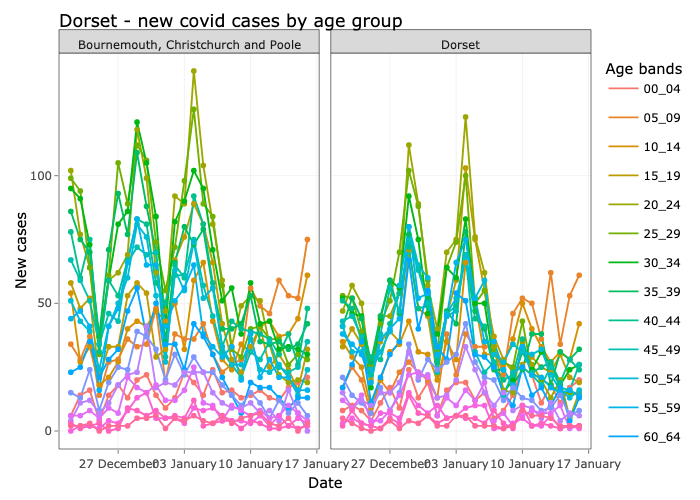 Dorset - new covid cases by age group
Bournemouth, Christchurch and Poole
Dorset
Age bands
00_04
05_09
10_14
15_19
20_24
25_29
30_34
35_39
40_44
45_49
50_54
55_59
60_64
New cases
100
50
0
27 December 03 January 10 January 17 January
27 December 03 January 10 January 17 January
Date